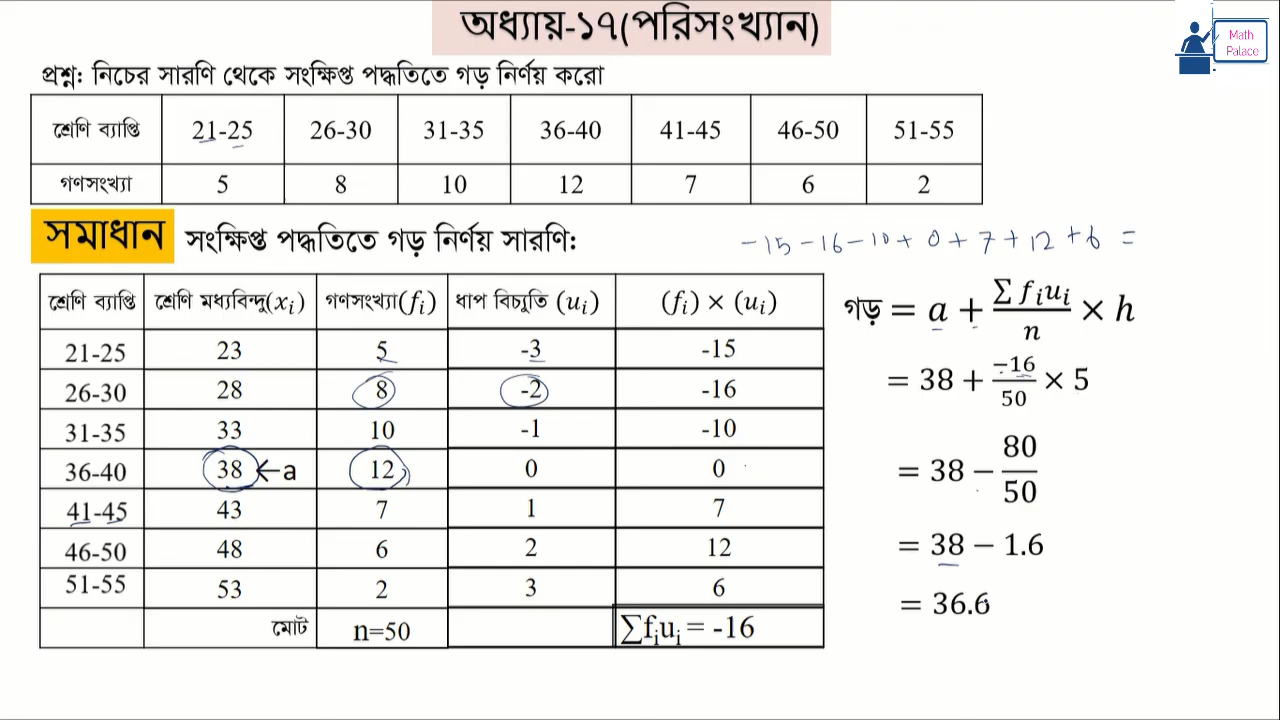 অধ্যায়-১৭(পরিসংখ্যান)
Math
Palace
প্রশ্ন: নিচের সারণি থেকে সংক্ষিপ্ত পদ্ধতিতে গড় নির্ণয় করো
শ্রেণি ব্যাপ্তি 21-25 26-30 31-35 36-40 41-45 46-50 51-55
গণসংখ্যা 5 8 10 12 7 6 2
সমাধান সংক্ষিপ্ত পদ্ধতিতে গড় নির্ণয় সারণি:
-15-16-10+0+7+12+6=
শ্রেণি ব্যাপ্তি শ্রেণি মধ্যবিন্দু(xᵢ) গণসংখ্যা(fᵢ) ধাপ বিচ্যুতি (uᵢ) (fᵢ) × (uᵢ)
21-25 23 5 -3 -15
26-30 28 8 -2 -16
31-35 33 10 -1 -10
36-40 38 ←a 12 0 0
41-45 43 7 1 7
46-50 48 6 2 12
51-55 53 2 3 6
মোট n=50 ∑fᵢuᵢ = -16
গড় = a + ∑fᵢuᵢ/n × h
= 38 + −16/50 × 5
= 38 − 80/50
= 38 − 1.6
= 36.6